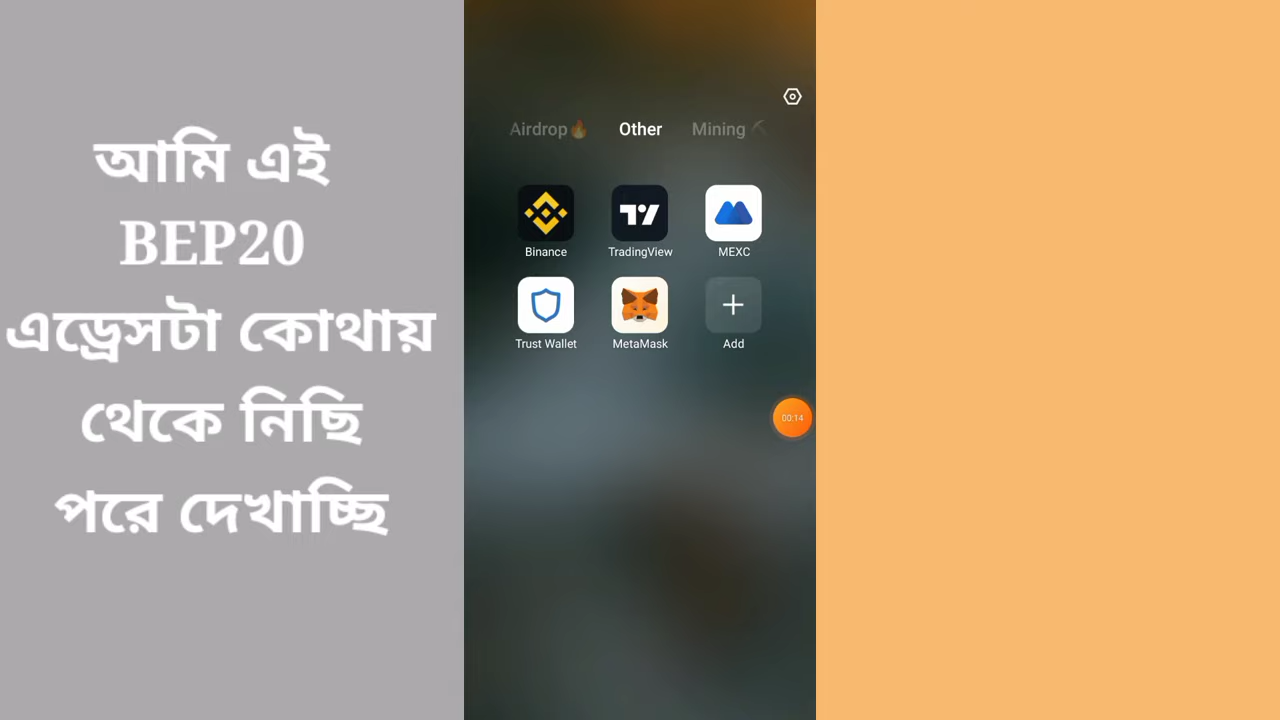 আমি এই
BEP20
এড্রেসটা কোথায়
থেকে নিছি
পরে দেখাচ্ছি
Airdrop🔥 Other Mining ⛏
Binance TradingView MEXC
Trust Wallet MetaMask Add
00:14